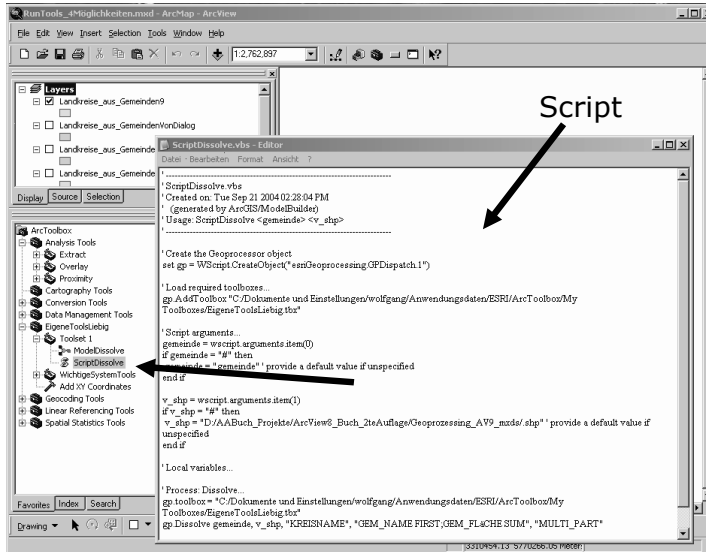 RunTools_4Möglichkeiten.mxd - ArcMap - ArcView
File Edit View Insert Selection Tools Window Help
1:2,762,897
Layers
Landkreise_aus_Gemeinden9
Landkreise_aus_GemeindenVonDialog
Landkreise_aus_Gemeinde
Landkreise_aus_Gemeinde
Display Source Selection
Script
ScriptDissolve.vbs - Editor
Datei Bearbeiten Format Ansicht ?
' ---------------------------------------------------------------------------
' ScriptDissolve.vbs
' Created on: Tue Sep 21 2004 02:28:04 PM
' (generated by ArcGIS/ModelBuilder)
' Usage: ScriptDissolve <gemeinde> <v_shp>
' ---------------------------------------------------------------------------
' Create the Geoprocessor object
set gp = WScript.CreateObject("esriGeoprocessing.GPDispatch.1")
' Load required toolboxes...
gp.AddToolbox "C:/Dokumente und Einstellungen/wolfgang/Anwendungsdaten/ESRI/ArcToolbox/My
Toolboxes/EigeneToolsLiebig.tbx"
' Script arguments...
gemeinde = wscript.arguments.item(0)
if gemeinde = "#" then
= "gemeinde" ' provide a default value if unspecified
end if
v_shp = wscript.arguments.item(1)
if v_shp = "#" then
v_shp = "D:/AABuch_Projekte/ArcView8_Buch_2teAuflage/Geoprozessing_AV9_mxds/.shp" ' provide a default value if
unspecified
end if
' Local variables...
' Process: Dissolve...
gp.toolbox = "C:/Dokumente und Einstellungen/wolfgang/Anwendungsdaten/ESRI/ArcToolbox/My
Toolboxes/EigeneToolsLiebig.tbx"
gp.Dissolve gemeinde, v_shp, "KREISNAME", "GEM_NAME FIRST;GEM_FLäCHE SUM", "MULTI_PART"
ArcToolbox
Analysis Tools
Extract
Overlay
Proximity
Cartography Tools
Conversion Tools
Data Management Tools
EigeneToolsLiebig
Toolset 1
ModelDissolve
ScriptDissolve
WichtigeSystemTools
Add XY Coordinates
Geocoding Tools
Linear Referencing Tools
Spatial Statistics Tools
Favorites Index Search
Drawing
3310454.13 5770266.05 Meter